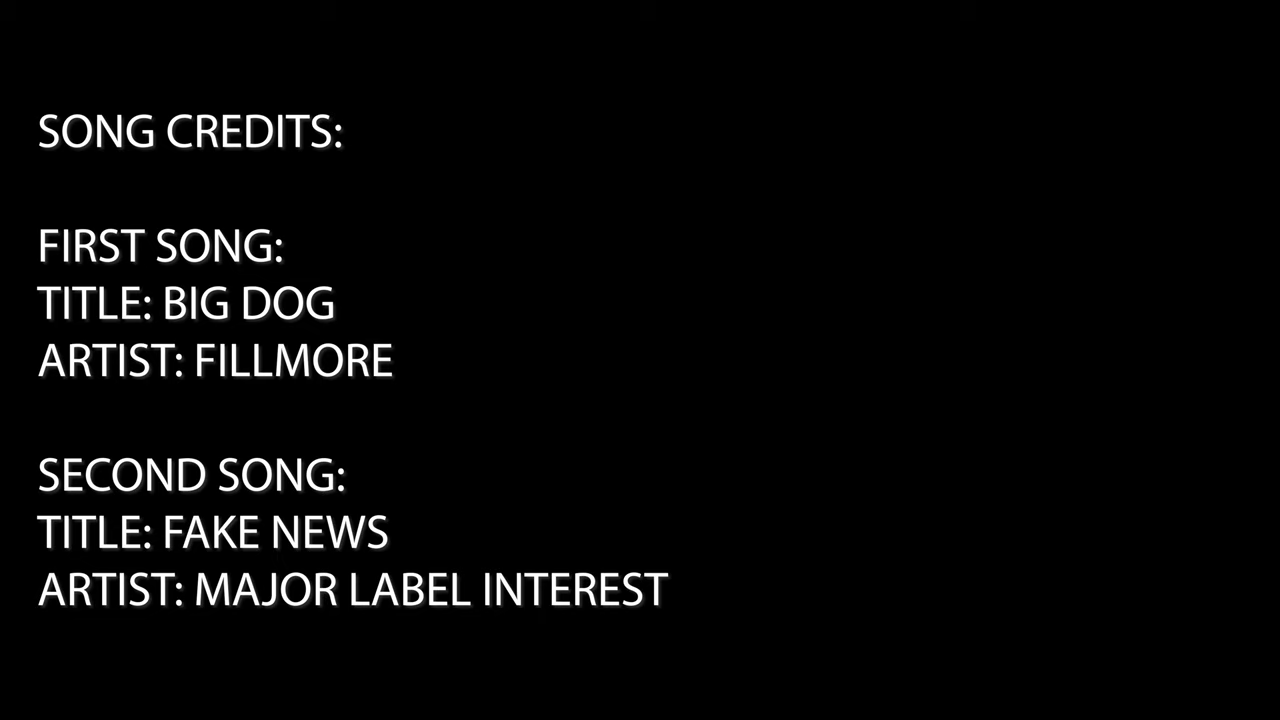 SONG CREDITS:
FIRST SONG:
TITLE: BIG DOG
ARTIST: FILLMORE
SECOND SONG:
TITLE: FAKE NEWS
ARTIST: MAJOR LABEL INTEREST